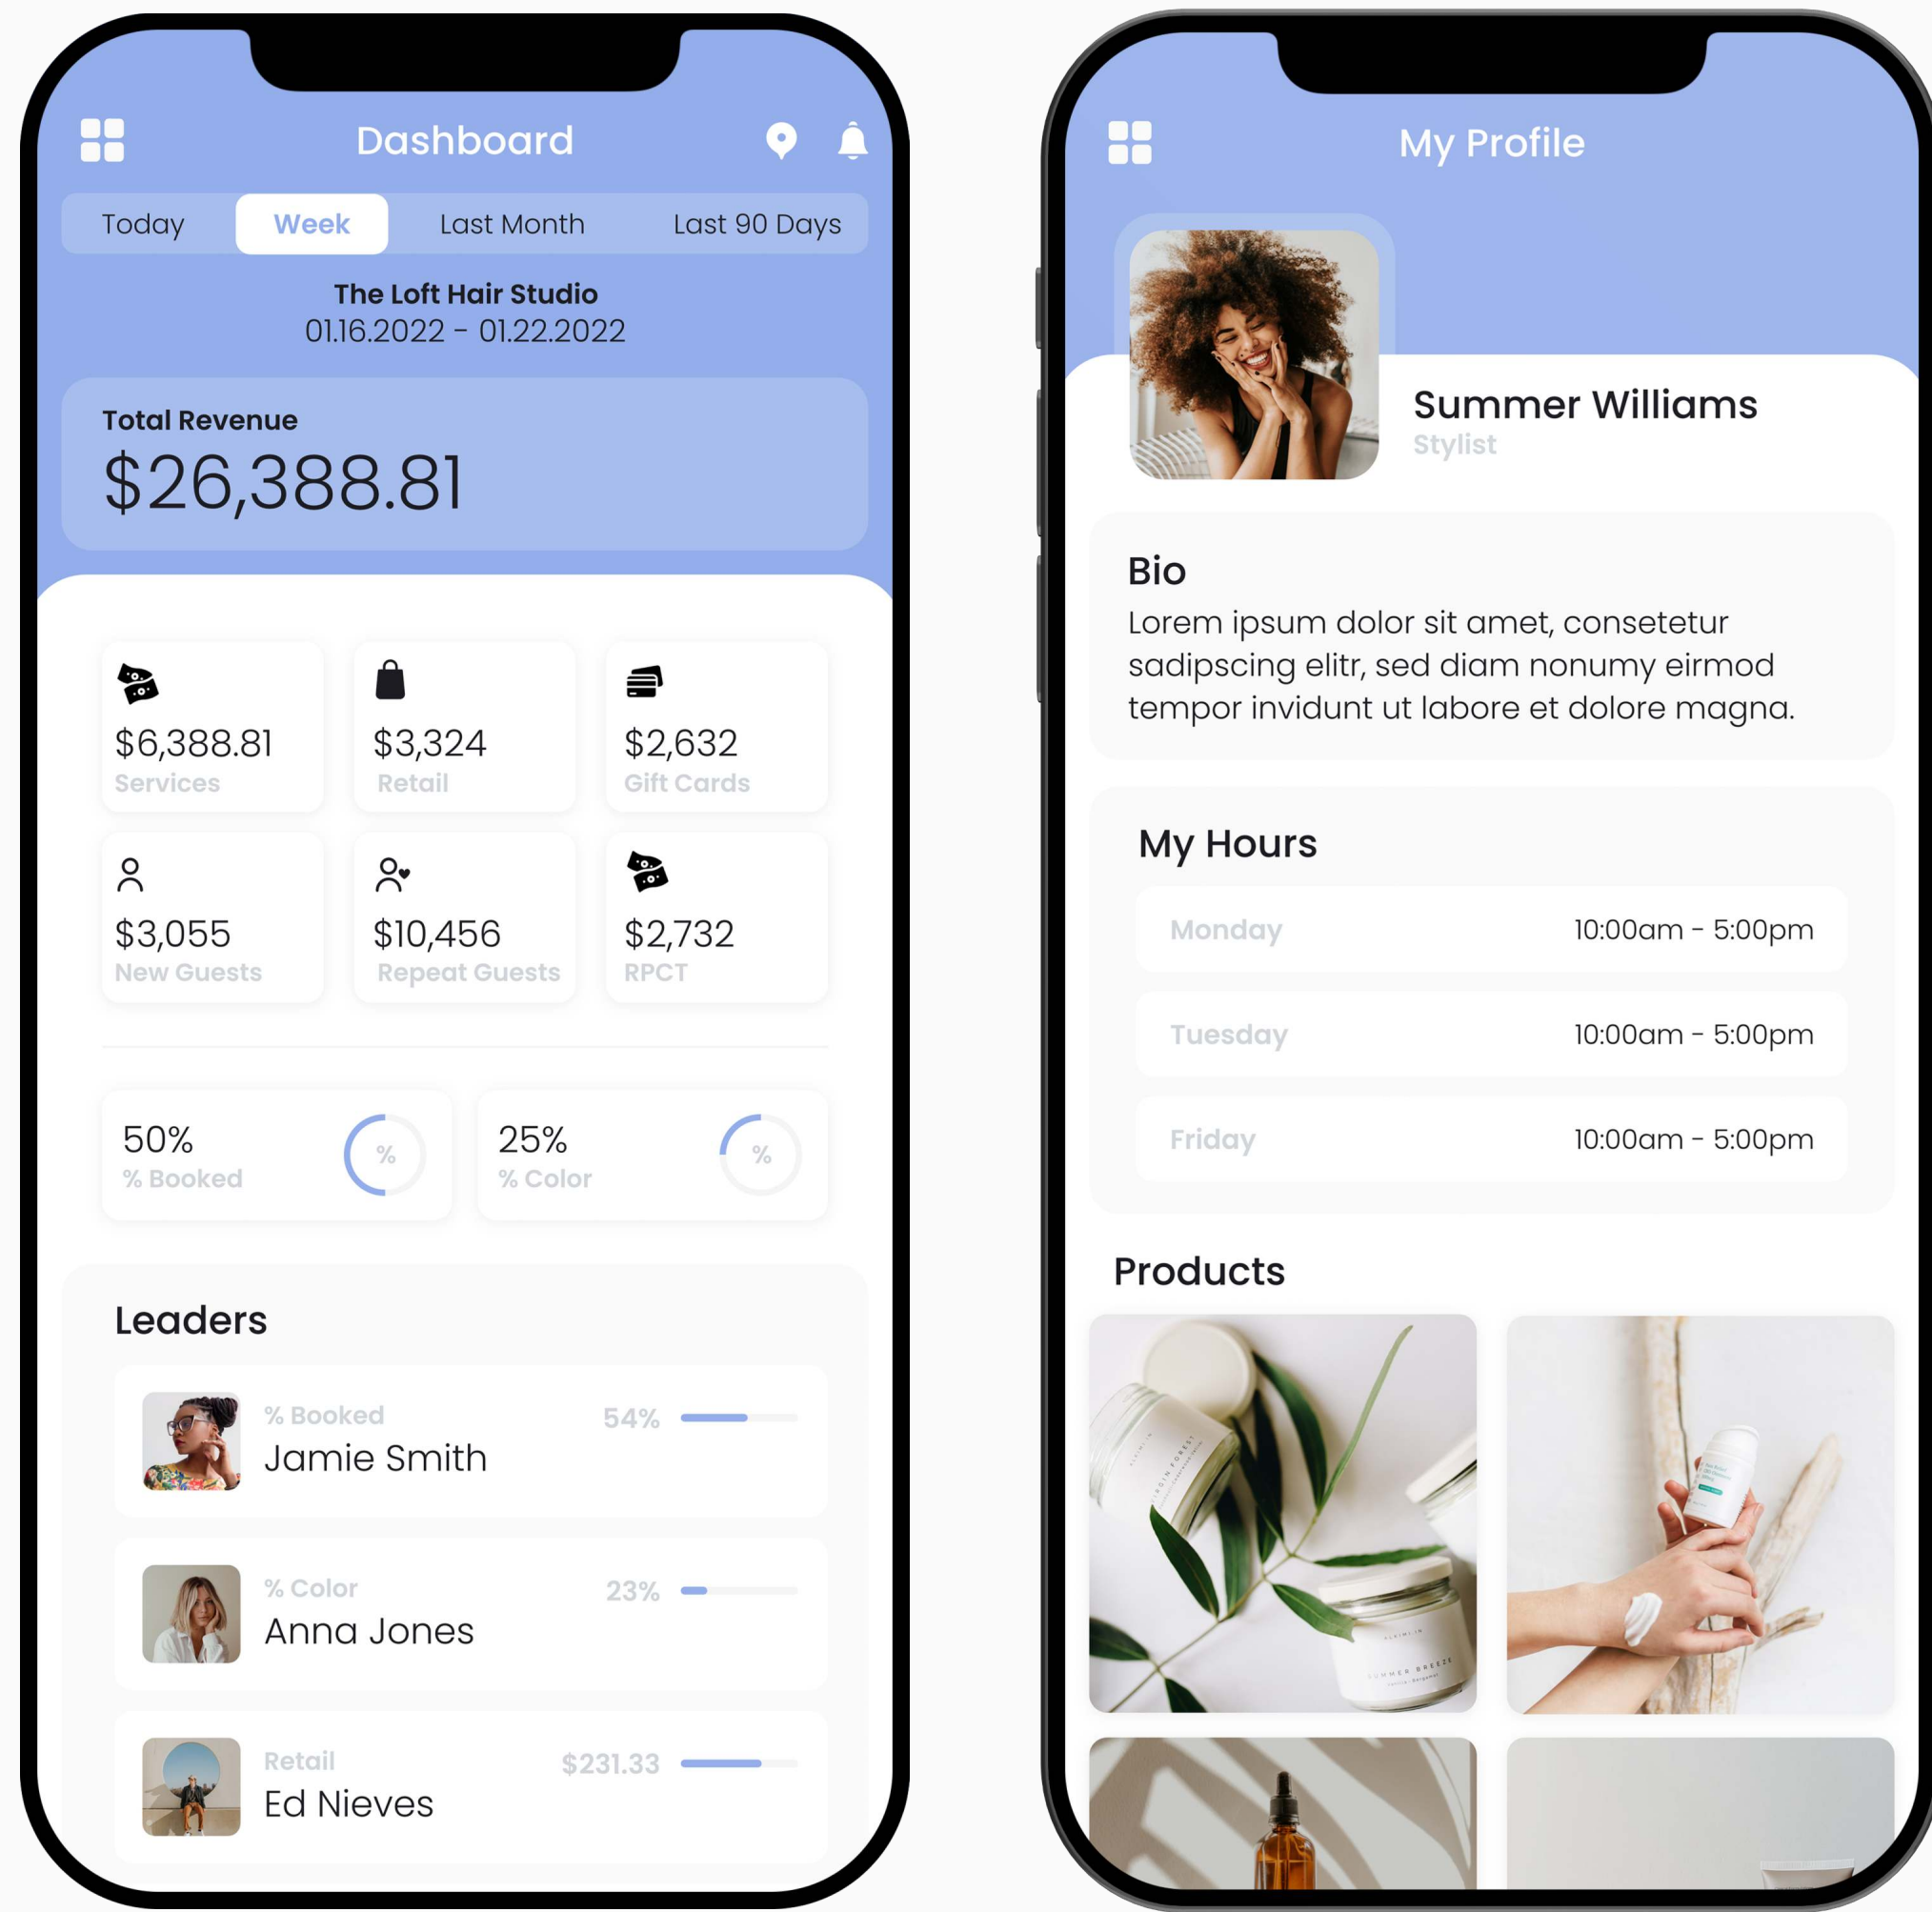 Dashboard
Today Week Last Month Last 90 Days
The Loft Hair Studio
01.16.2022 - 01.22.2022
Total Revenue
$26,388.81
$6,388.81
Services
$3,324
Retail
$2,632
Gift Cards
$3,055
New Guests
$10,456
Repeat Guests
$2,732
RPCT
50%
% Booked
%
25%
% Color
%
Leaders
% Booked
Jamie Smith
54%
% Color
Anna Jones
23%
Retail
Ed Nieves
$231.33
My Profile
Summer Williams
Stylist
Bio
Lorem ipsum dolor sit amet, consetetur
sadipscing elitr, sed diam nonumy eirmod
tempor invidunt ut labore et dolore magna.
My Hours
Monday 10:00am - 5:00pm
Tuesday 10:00am - 5:00pm
Friday 10:00am - 5:00pm
Products
FOREST
SUMMER BREEZE